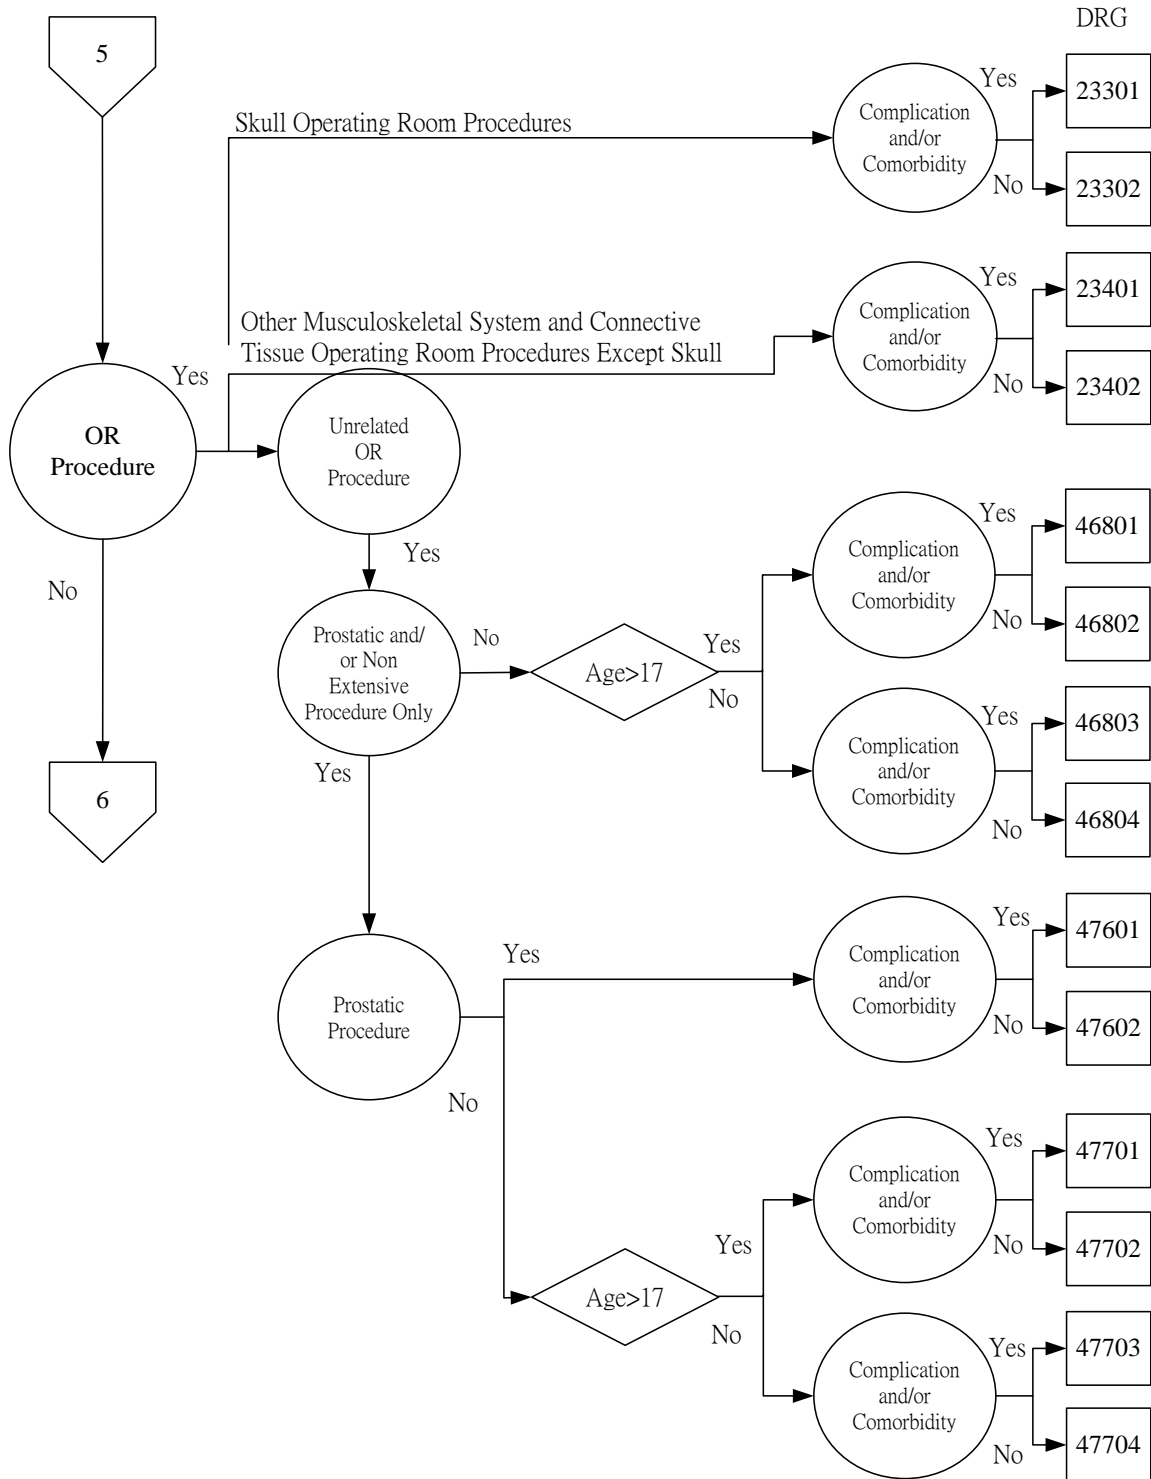 DRG
5
Skull Operating Room Procedures
Complication
and/or
Comorbidity
Yes
23301
No
23302
Other Musculoskeletal System and Connective
Tissue Operating Room Procedures Except Skull
Complication
and/or
Comorbidity
Yes
23401
No
23402
OR
Procedure
Yes
No
6
Unrelated
OR
Procedure
Yes
Prostatic and/
or Non
Extensive
Procedure Only
No
Age>17
Yes
No
Complication
and/or
Comorbidity
Yes
46801
No
46802
Complication
and/or
Comorbidity
Yes
46803
No
46804
Yes
Prostatic
Procedure
Yes
Complication
and/or
Comorbidity
Yes
47601
No
47602
No
Age>17
Yes
No
Complication
and/or
Comorbidity
Yes
47701
No
47702
Complication
and/or
Comorbidity
Yes
47703
No
47704